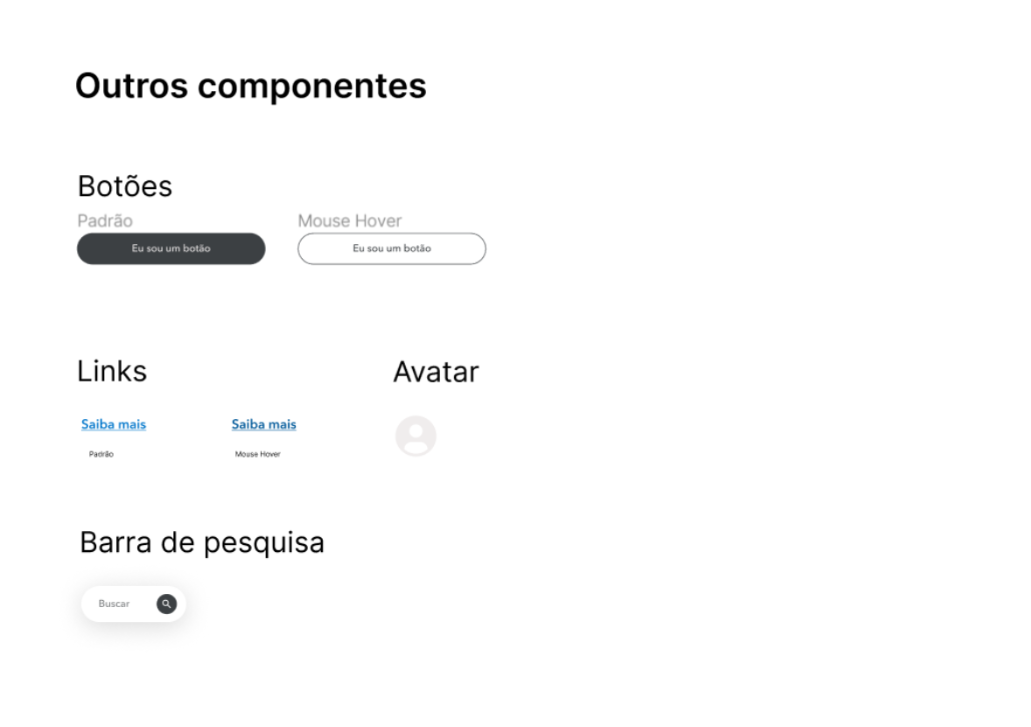 Outros componentes
Botões
Padrão
Mouse Hover
Eu sou um botão
Eu sou um botão
Links
Avatar
Saiba mais
Saiba mais
Padrão
Mouse Hover
Barra de pesquisa
Buscar